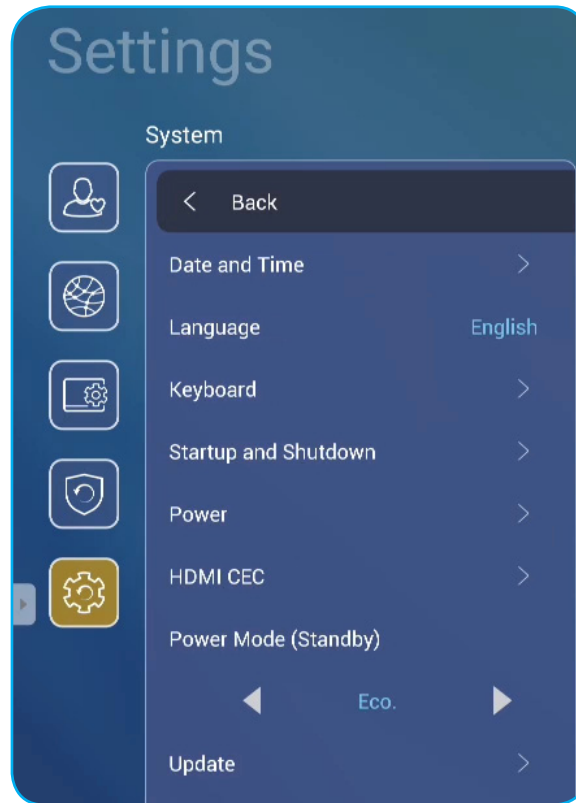 Settings
System
Back
Date and Time
Language English
Keyboard
Startup and Shutdown
Power
HDMI CEC
Power Mode (Standby)
Eco.
Update